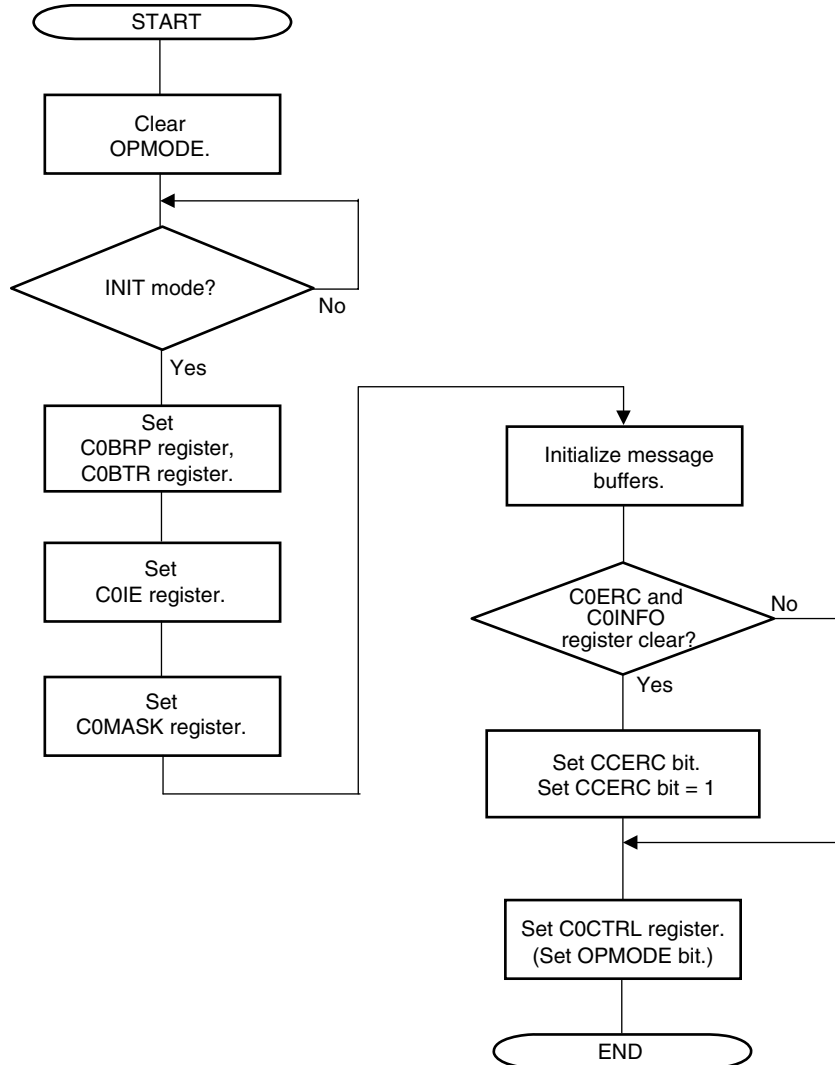 START
Clear
OPMODE.
INIT mode?
No
Yes
Set
C0BRP register,
C0BTR register.
Set
C0IE register.
Set
C0MASK register.
Initialize message
buffers.
C0ERC and
C0INFO
register clear?
No
Yes
Set CCERC bit.
Set CCERC bit = 1
Set C0CTRL register.
(Set OPMODE bit.)
END